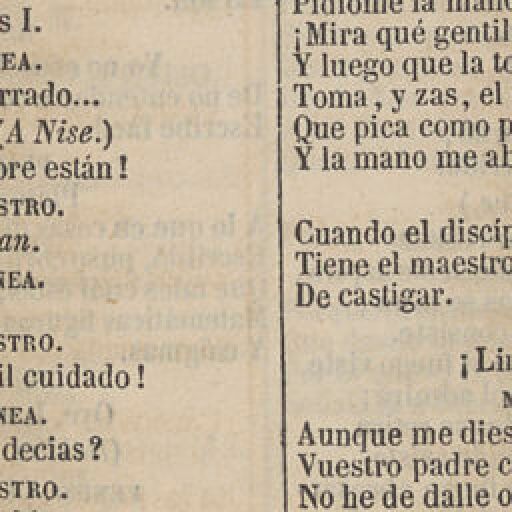 s I.
EA.
rrado...
(A Nise.)
bre están!
STRO.
an.
NEA.
STRO.
il cuidado!
NEA.
decias?
STRO.
Pidióme la mano
¡Mira qué gentil
Y luego que la to
Toma, y zas, el
Que pica como p
Y la mano me ab
Cuando el discíp
Tiene el maestro
De castigar.
¡Lin
Aunque me dies
Vuestro padre c
No he de dalle o